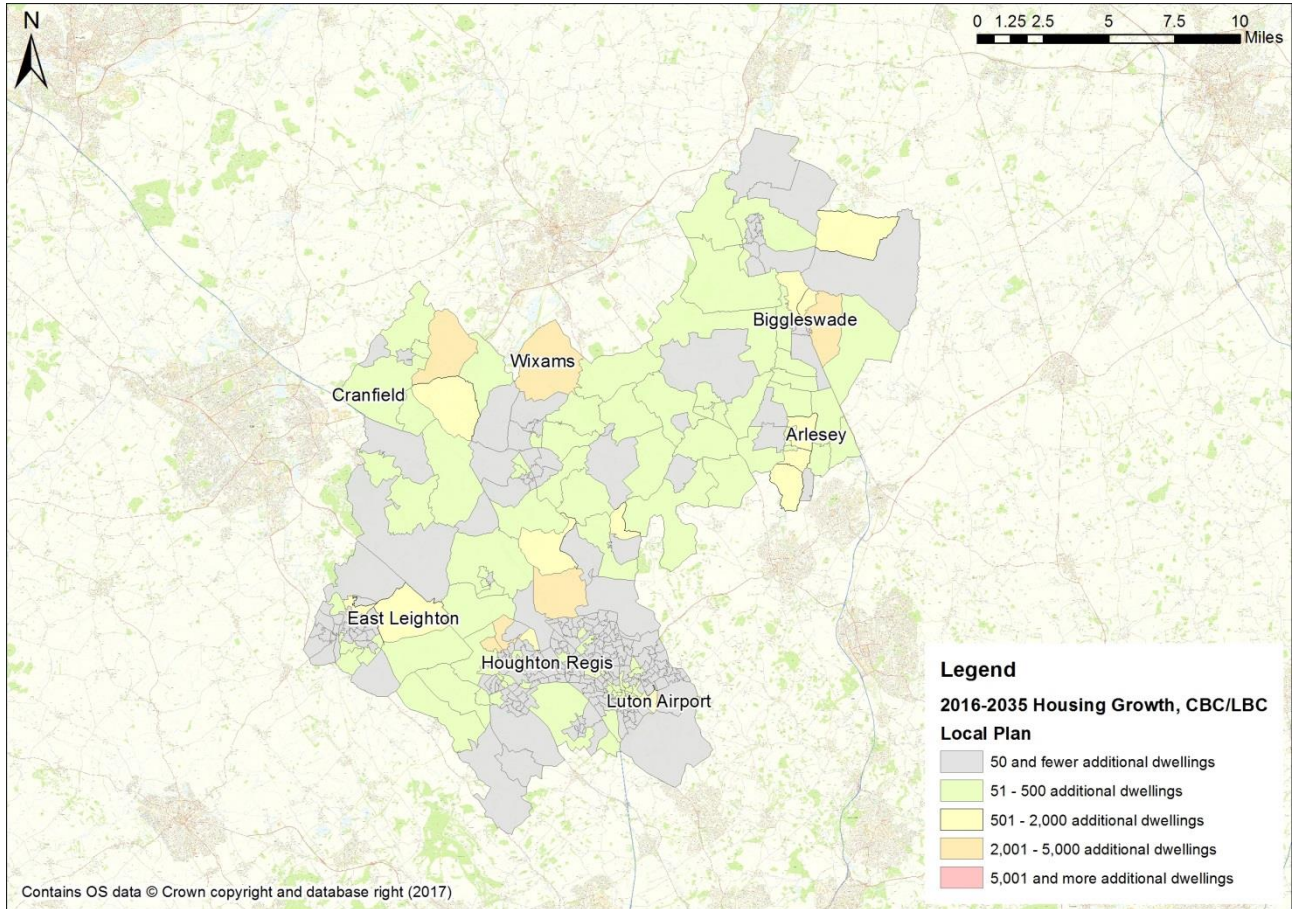 N
0 1.25 2.5 5 7.5 10
Miles
Biggleswade
Wixams
Cranfield
Arlesey
East Leighton
Houghton Regis
Luton Airport
Legend
2016-2035 Housing Growth, CBC/LBC
Local Plan
50 and fewer additional dwellings
51 - 500 additional dwellings
501 - 2,000 additional dwellings
2,001 - 5,000 additional dwellings
5,001 and more additional dwellings
Contains OS data © Crown copyright and database right (2017)